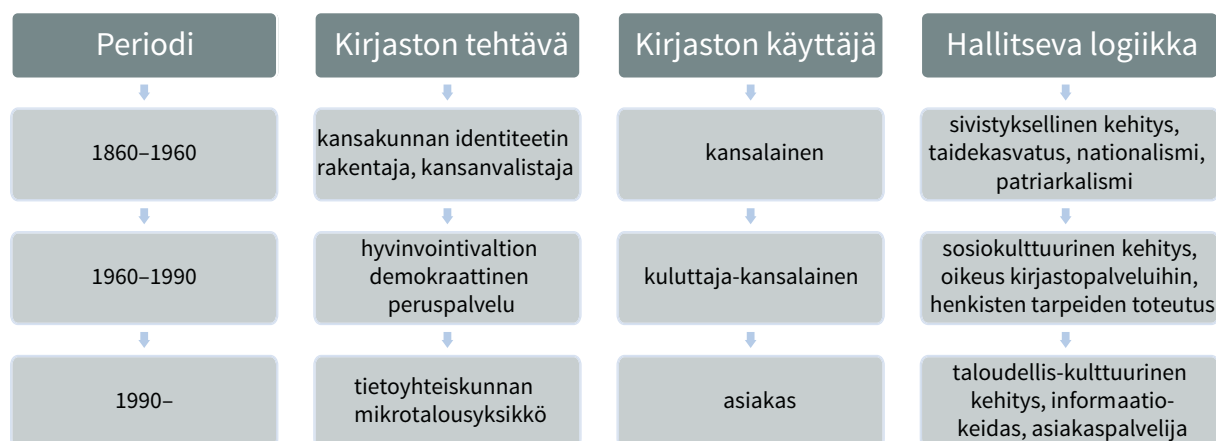 Periodi
Kirjaston tehtävä
Kirjaston käyttäjä
Hallitseva logiikka
1860–1960
kansakunnan identiteetin
rakentaja, kansanvalistaja
kansalainen
sivistyksellinen kehitys,
taidekasvatus, nationalismi,
patriarkalismi
1960–1990
hyvinvointivaltion
demokraattinen
peruspalvelu
kuluttaja-kansalainen
sosiokulttuurinen kehitys,
oikeus kirjastopalveluihin,
henkisten tarpeiden toteutus
1990–
tietoyhteiskunnan
mikrotalousyksikkö
asiakas
taloudellis-kulttuurinen
kehitys, informaatio-
keidas, asiakaspalvelija